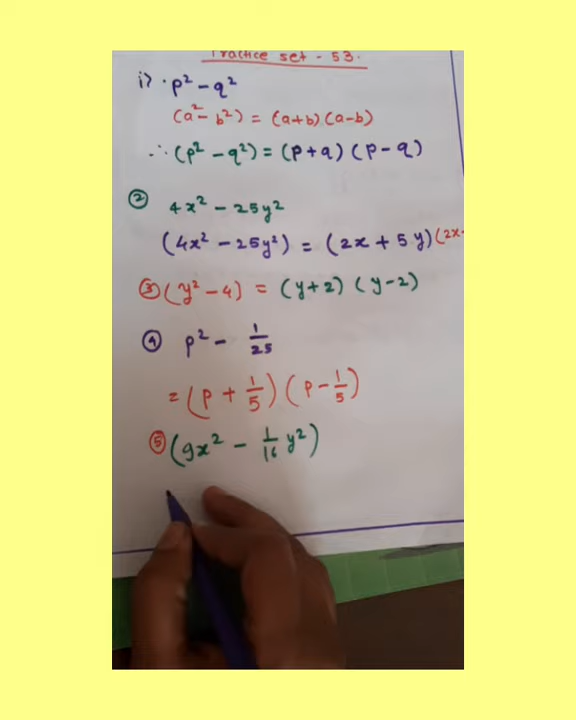 Practice set - 53.
i) p² - q²
(a² - b²) = (a+b) (a-b)
∴ (p² - q²) = (p + q) (p - q)
② 4x² - 25y²
(4x² - 25y²) = (2x + 5y) (2x-
③ (y² - 4) = (y+2) (y-2)
④ p² - 1/25
= (p + 1/5) (p - 1/5)
⑤ (9x² - 1/16 y²)